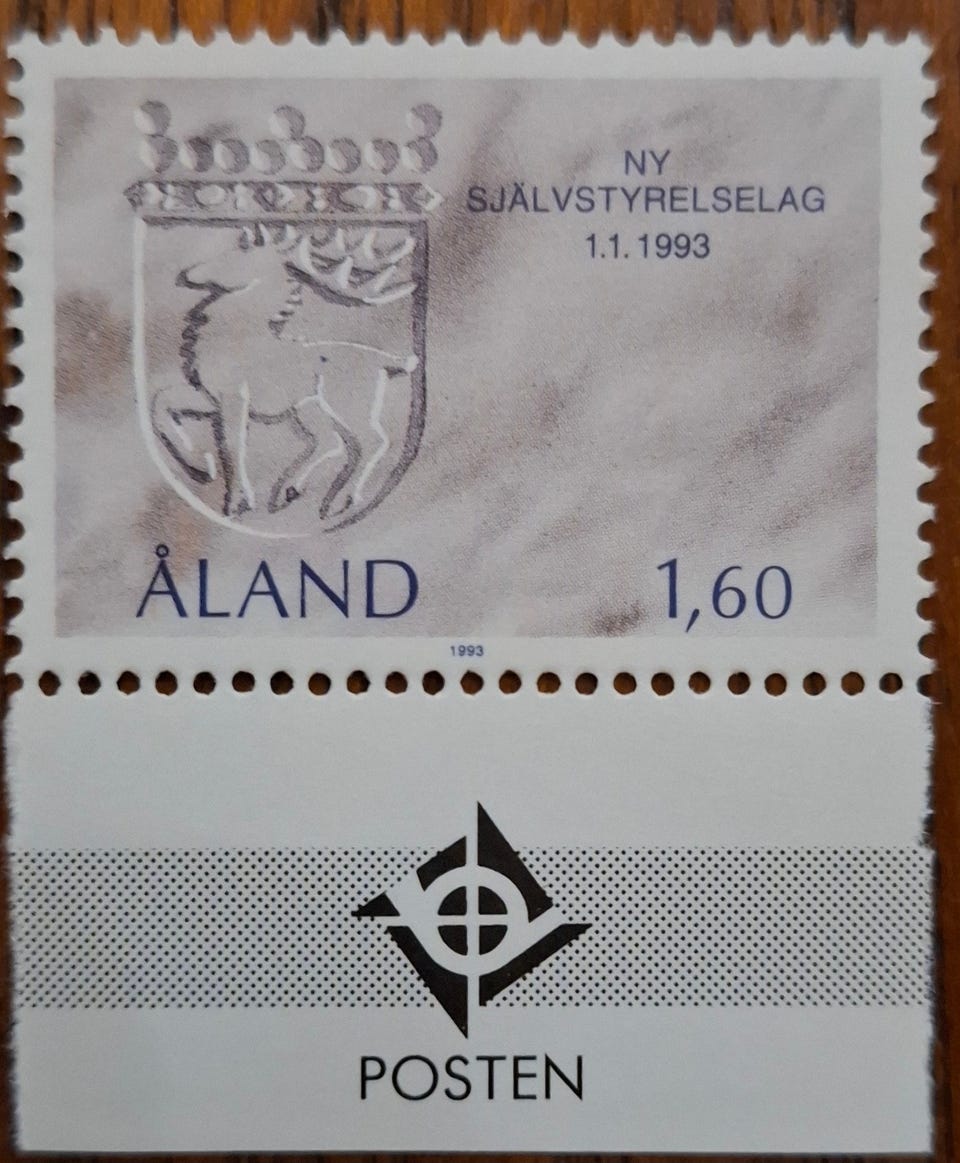 NY
SJÄLVSTYRELSELAG
1.1.1993
ÅLAND 1,60
1993
POSTEN